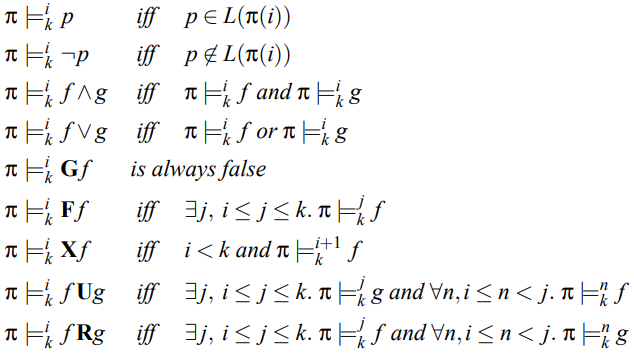 π ⊨ᵢₖ p iff p ∈ L(π(i))
π ⊨ᵢₖ ¬p iff p ∉ L(π(i))
π ⊨ᵢₖ f ∧ g iff π ⊨ᵢₖ f and π ⊨ᵢₖ g
π ⊨ᵢₖ f ∨ g iff π ⊨ᵢₖ f or π ⊨ᵢₖ g
π ⊨ᵢₖ Gf is always false
π ⊨ᵢₖ Ff iff ∃j, i ≤ j ≤ k. π ⊨ʲₖ f
π ⊨ᵢₖ Xf iff i < k and π ⊨ⁱ⁺¹ₖ f
π ⊨ᵢₖ f Ug iff ∃j, i ≤ j ≤ k. π ⊨ʲₖ g and ∀n, i ≤ n < j. π ⊨ⁿₖ f
π ⊨ᵢₖ f Rg iff ∃j, i ≤ j ≤ k. π ⊨ʲₖ f and ∀n, i ≤ n < j. π ⊨ⁿₖ g